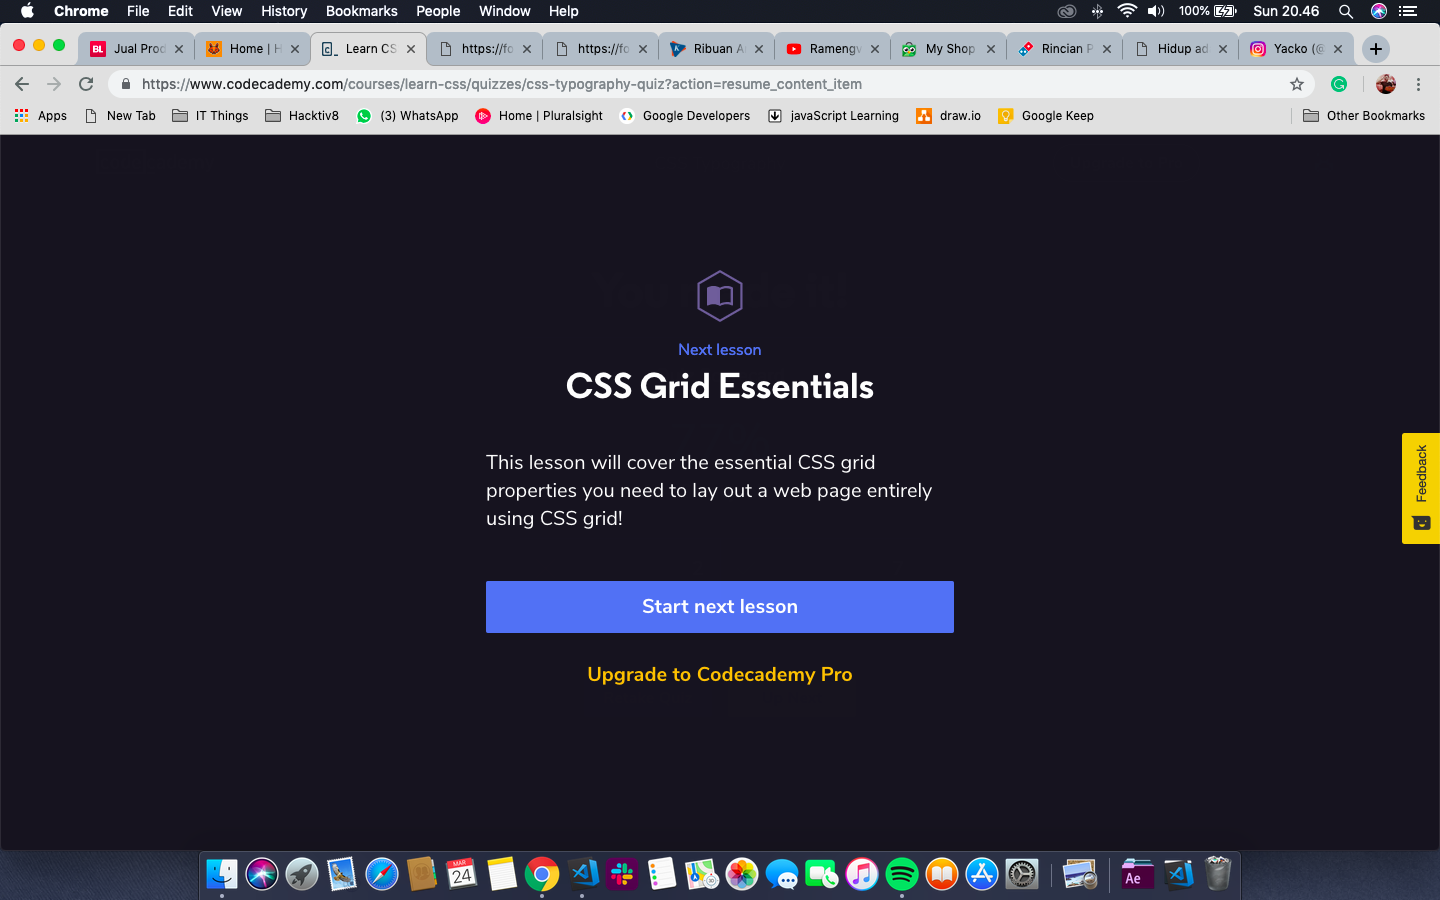 Chrome File Edit View History Bookmarks People Window Help 100% Sun 20.46
BL Jual Prod Home | H Learn CS https://fo https://fo Ribuan A Ramengv My Shop Rincian P Hidup ad Yacko (@
https://www.codecademy.com/courses/learn-css/quizzes/css-typography-quiz?action=resume_content_item
Apps New Tab IT Things Hacktiv8 (3) WhatsApp Home | Pluralsight Google Developers javaScript Learning draw.io Google Keep Other Bookmarks
Next lesson
CSS Grid Essentials
This lesson will cover the essential CSS grid
properties you need to lay out a web page entirely
using CSS grid!
Feedback
Start next lesson
Upgrade to Codecademy Pro
MAR
24
Ae